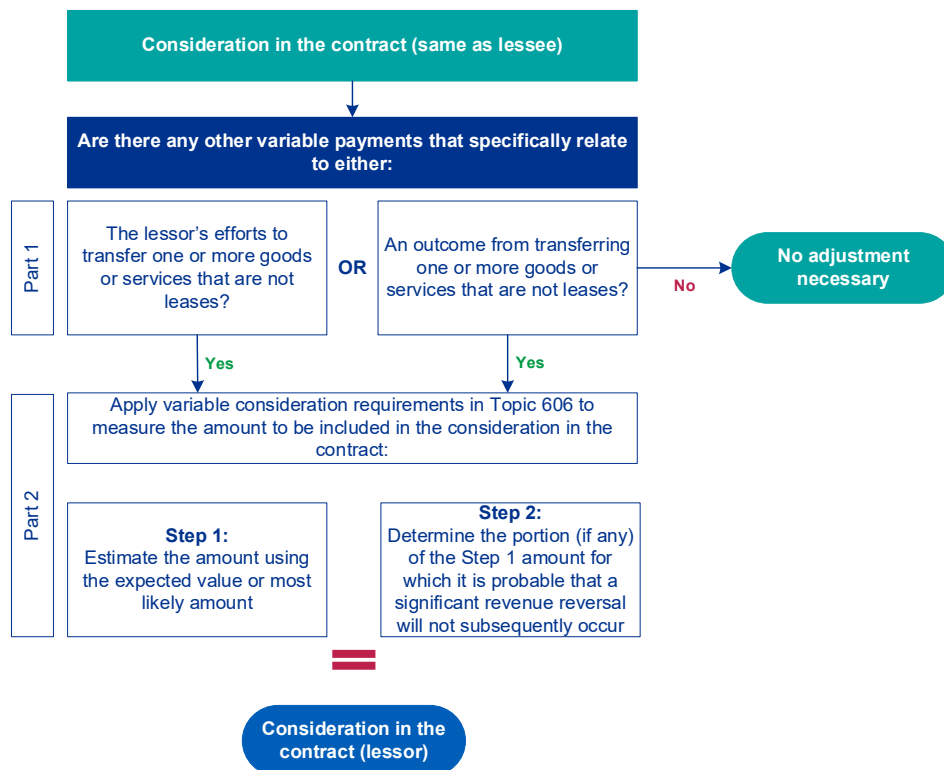 Consideration in the contract (same as lessee)
Are there any other variable payments that specifically relate
to either:
Part 1
The lessor’s efforts to
transfer one or more goods
or services that are not
leases?
OR
An outcome from transferring
one or more goods or
services that are not leases?
No
No adjustment
necessary
Yes
Yes
Part 2
Apply variable consideration requirements in Topic 606 to
measure the amount to be included in the consideration in the
contract:
Step 1:
Estimate the amount using
the expected value or most
likely amount
Step 2:
Determine the portion (if any)
of the Step 1 amount for
which it is probable that a
significant revenue reversal
will not subsequently occur
Consideration in the
contract (lessor)